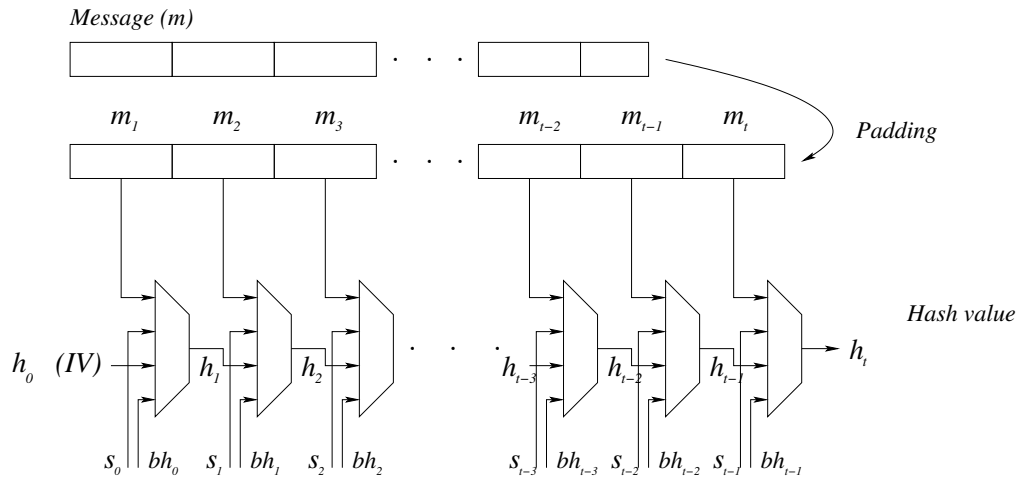 Message (m)
· · ·
m₁ m₂ m₃ mₜ₋₂ mₜ₋₁ mₜ
Padding
· · ·
Hash value
h₀ (IV) h₁ h₂ · · · hₜ₋₃ hₜ₋₂ hₜ₋₁ hₜ
s₀ bh₀ s₁ bh₁ s₂ bh₂ sₜ₋₃ bhₜ₋₃ sₜ₋₂ bhₜ₋₂ sₜ₋₁ bhₜ₋₁